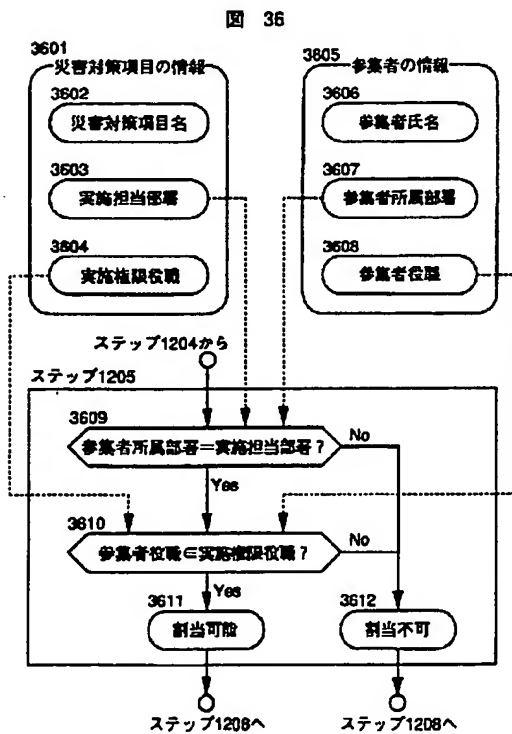 図 36
3601
災害対策項目の情報
3602
災害対策項目名
3603
実施担当部署
3604
実施権限役職
3605
参集者の情報
3606
参集者氏名
3607
参集者所属部署
3608
参集者役職
ステップ1204から
ステップ1205
3609
参集者所属部署=実施担当部署?
No
Yes
3610
参集者役職∈実施権限役職?
No
Yes
3611
割当可能
3612
割当不可
ステップ1208へ
ステップ1208へ